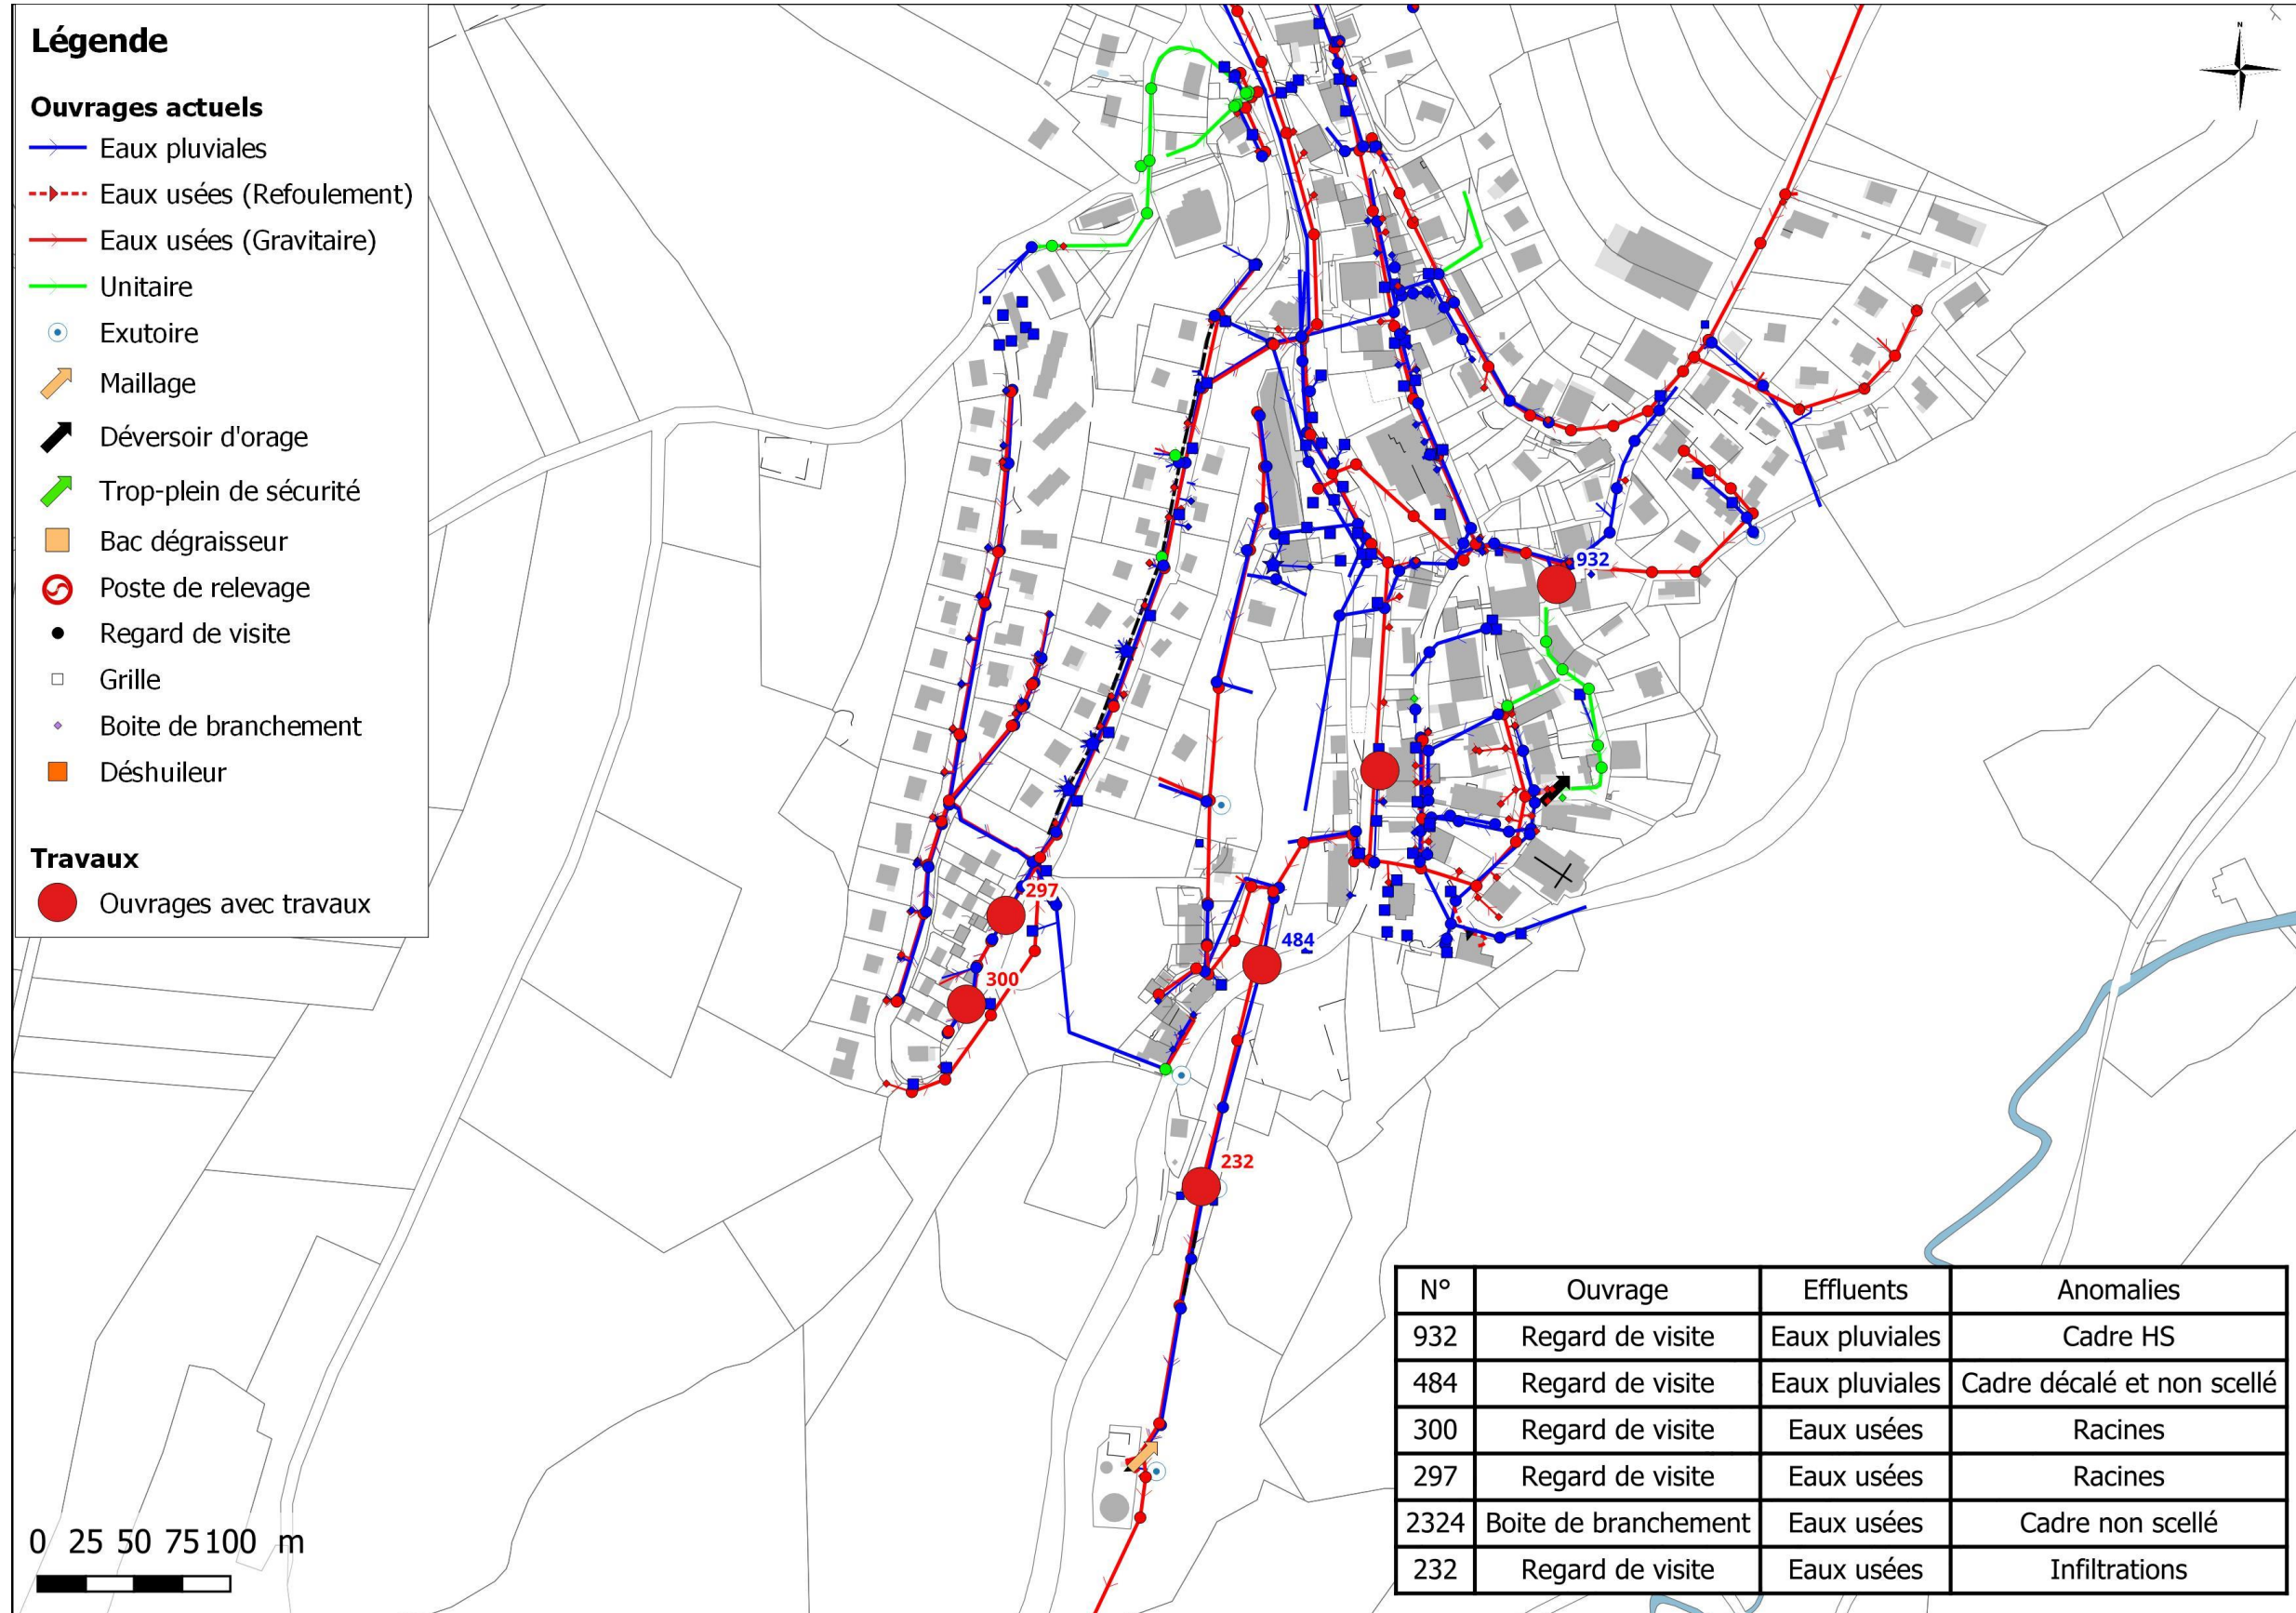 Légende
Ouvrages actuels
Eaux pluviales
Eaux usées (Refoulement)
Eaux usées (Gravitaire)
Unitaire
Exutoire
Maillage
Déversoir d'orage
Trop-plein de sécurité
Bac dégraisseur
Poste de relevage
Regard de visite
Grille
Boite de branchement
Déshuileur
Travaux
Ouvrages avec travaux
N
932
297
484
300
232
0 25 50 75 100 m
N° Ouvrage Effluents Anomalies
932 Regard de visite Eaux pluviales Cadre HS
484 Regard de visite Eaux pluviales Cadre décalé et non scellé
300 Regard de visite Eaux usées Racines
297 Regard de visite Eaux usées Racines
2324 Boite de branchement Eaux usées Cadre non scellé
232 Regard de visite Eaux usées Infiltrations